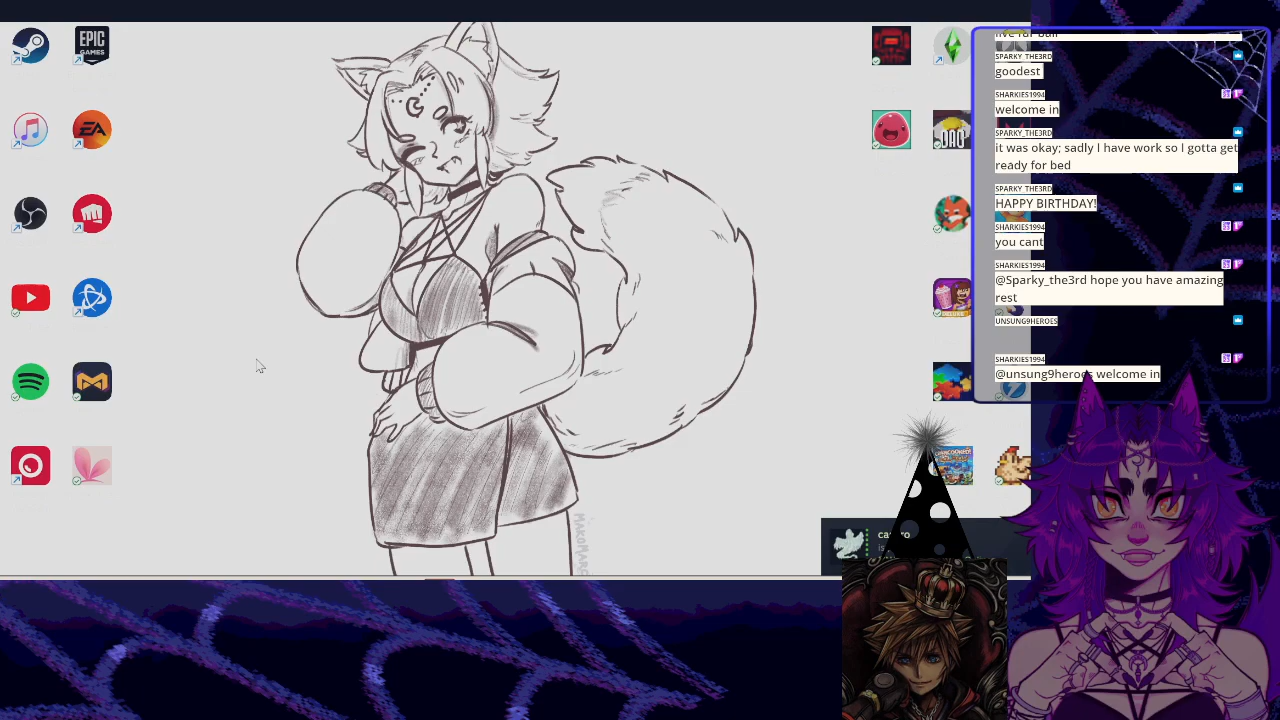 SPARKY_THE3RD
goodest
SHARKIES1994
welcome in
SPARKY_THE3RD
it was okay; sadly I have work so I gotta get
ready for bed
SPARKY_THE3RD
HAPPY BIRTHDAY!
SHARKIES1994
you cant
SHARKIES1994
@Sparky_the3rd hope you have amazing
rest
UNSUNG9HEROES
SHARKIES1994
@unsung9heroes welcome in
EPIC
GAMES
EA
DAG